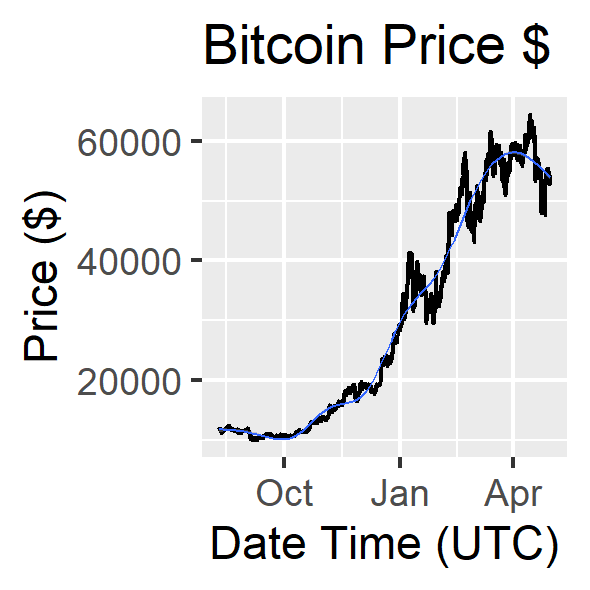 Bitcoin Price $
Price ($)
60000
40000
20000
Oct Jan Apr
Date Time (UTC)